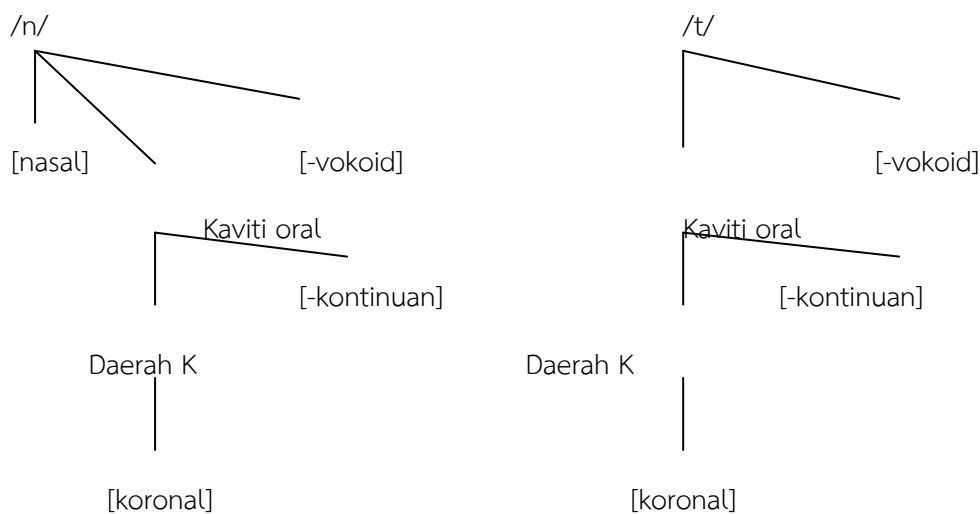 /n/ /t/
[nasal] [-vokoid] [-vokoid]
Kaviti oral Kaviti oral
[-kontinuan] [-kontinuan]
Daerah K Daerah K
[koronal] [koronal]